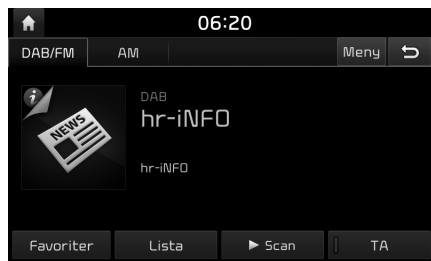 06:20
DAB/FM AM Meny
i
NEWS
DAB
hr-iNFO
hr-iNFO
Favoriter Lista Scan TA